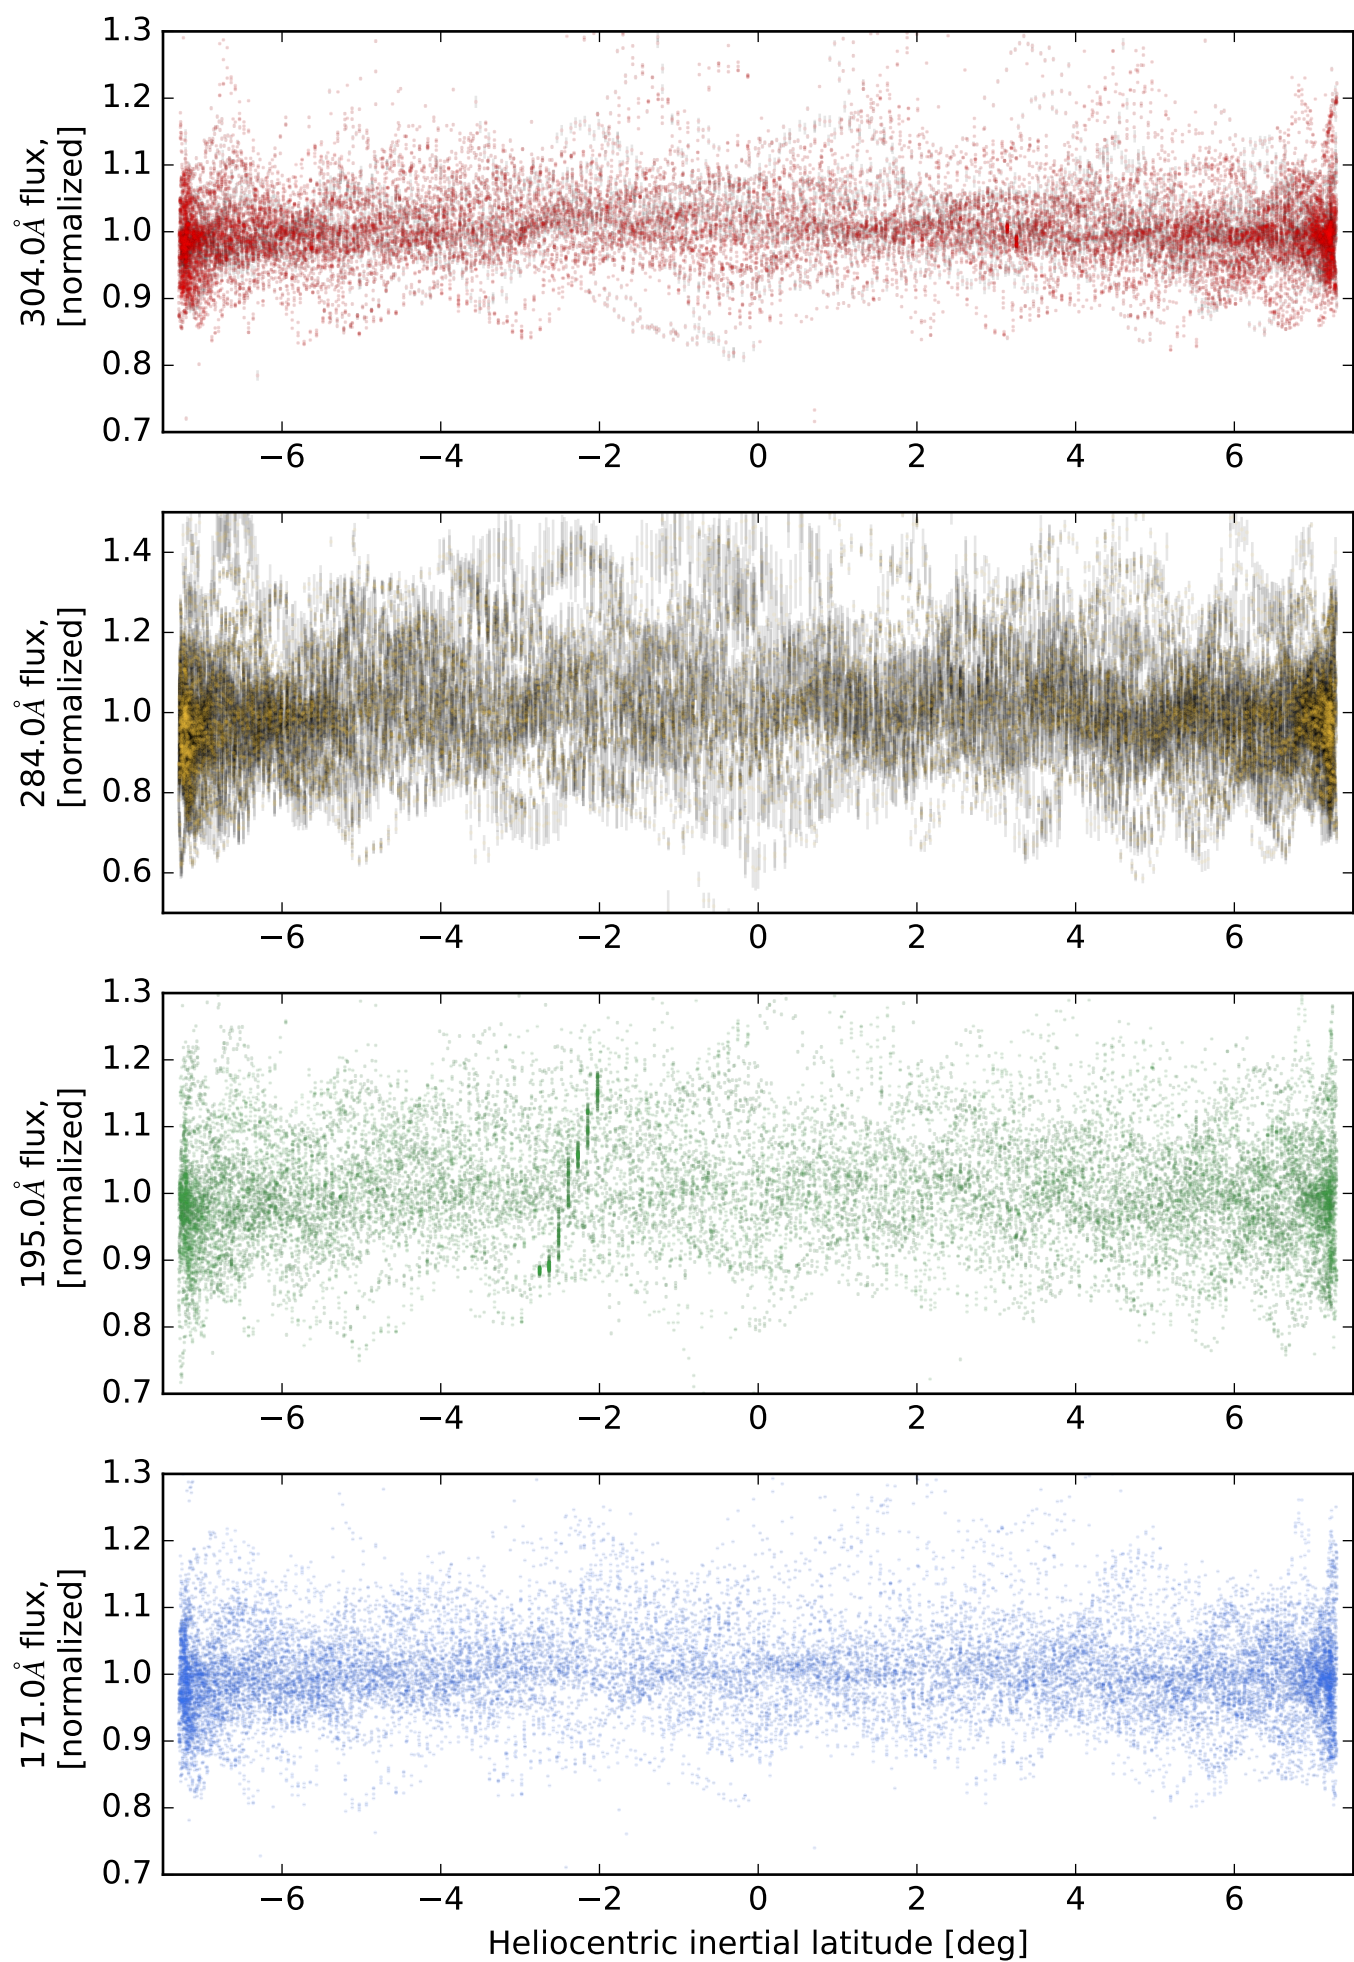 304.0Å flux,
[normalized]
1.3
1.2
1.1
1.0
0.9
0.8
0.7
−6 −4 −2 0 2 4 6
284.0Å flux,
[normalized]
1.4
1.2
1.0
0.8
0.6
−6 −4 −2 0 2 4 6
195.0Å flux,
[normalized]
1.3
1.2
1.1
1.0
0.9
0.8
0.7
−6 −4 −2 0 2 4 6
171.0Å flux,
[normalized]
1.3
1.2
1.1
1.0
0.9
0.8
0.7
−6 −4 −2 0 2 4 6
Heliocentric inertial latitude [deg]